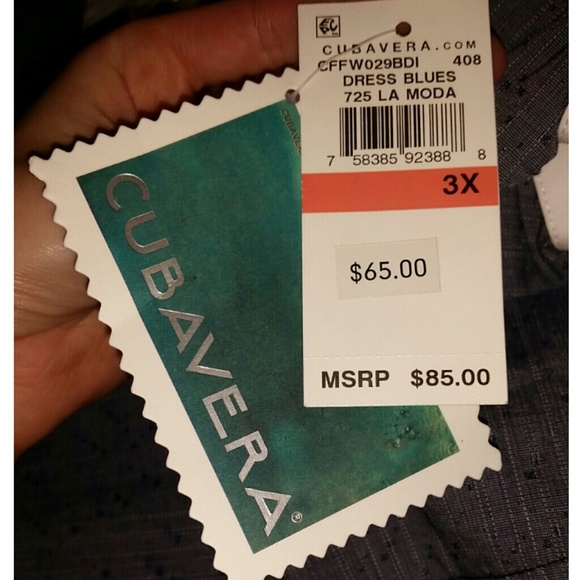 CUBAVERA.COM
CFFW029BDI 408
DRESS BLUES
725 LA MODA
7 58385 92388 8
3X
$65.00
MSRP $85.00
CUBAVERA®
CUBAVERA